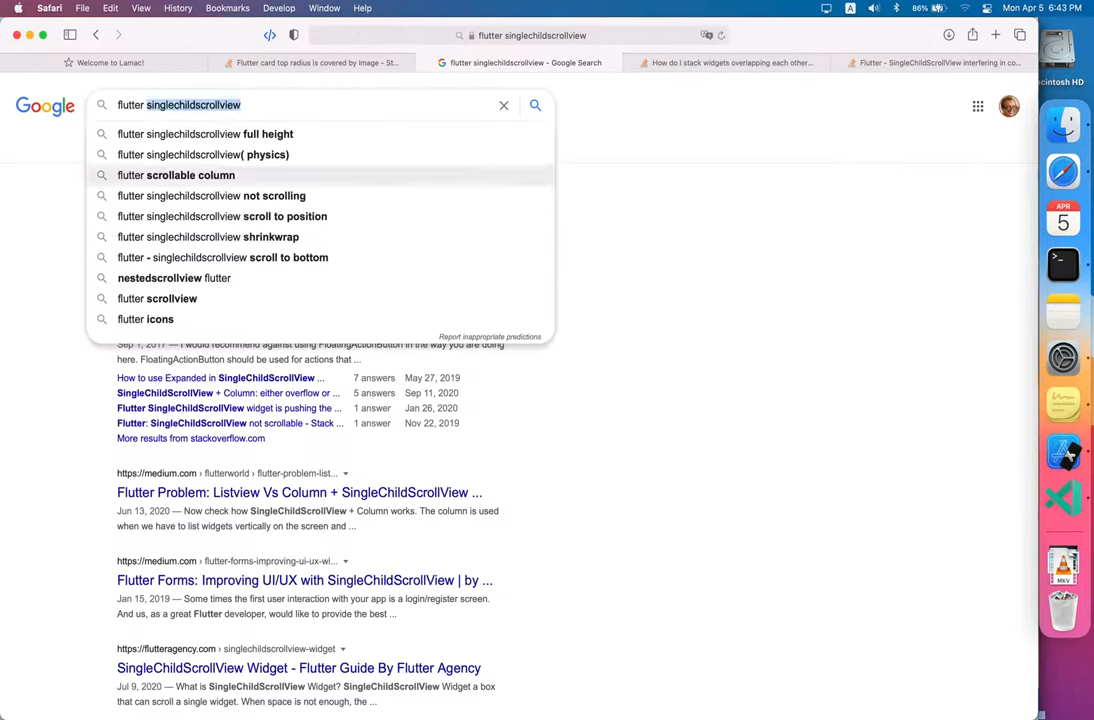 Safari File Edit View History Bookmarks Develop Window Help A 86% Mon Apr 5 6:43 PM
flutter singlechildscrollview
Welcome to Lamac! Flutter card top radius is covered by Image - St... flutter singlechildscrollview - Google Search How do I stack widgets overlapping each other... Flutter - SingleChildScrollView interfering in co...
acintosh HD
Google flutter singlechildscrollview
flutter singlechildscrollview full height
flutter singlechildscrollview( physics)
flutter scrollable column
flutter singlechildscrollview not scrolling
flutter singlechildscrollview scroll to position
flutter singlechildscrollview shrinkwrap
flutter - singlechildscrollview scroll to bottom
nestedscrollview flutter
flutter scrollview
flutter icons
Report inappropriate predictions
Sep 1, 2017 — I would recommend against using FloatingActionButton in the way you are doing
here. FloatingActionButton should be used for actions that ...
How to use Expanded in SingleChildScrollView ... 7 answers May 27, 2019
SingleChildScrollView + Column: either overflow or ... 5 answers Sep 11, 2020
Flutter SingleChildScrollView widget is pushing the ... 1 answer Jan 26, 2020
Flutter: SingleChildScrollView not scrollable - Stack ... 1 answer Nov 22, 2019
More results from stackoverflow.com
https://medium.com › flutterworld › flutter-problem-list...
Flutter Problem: Listview Vs Column + SingleChildScrollView ...
Jun 13, 2020 — Now check how SingleChildScrollView + Column works. The column is used
when we have to list widgets vertically on the screen and ...
https://medium.com › flutter-forms-improving-ui-ux-wi...
Flutter Forms: Improving UI/UX with SingleChildScrollView | by ...
Jan 15, 2019 — Some times the first user interaction with your app is a login/register screen.
And us, as a great Flutter developer, would like to provide the best ...
https://flutteragency.com › singlechildscrollview-widget
SingleChildScrollView Widget - Flutter Guide By Flutter Agency
Jul 9, 2020 — What is SingleChildScrollView Widget? SingleChildScrollView Widget a box
that can scroll a single widget. When space is not enough, the ...
APR
5
>_
MKV